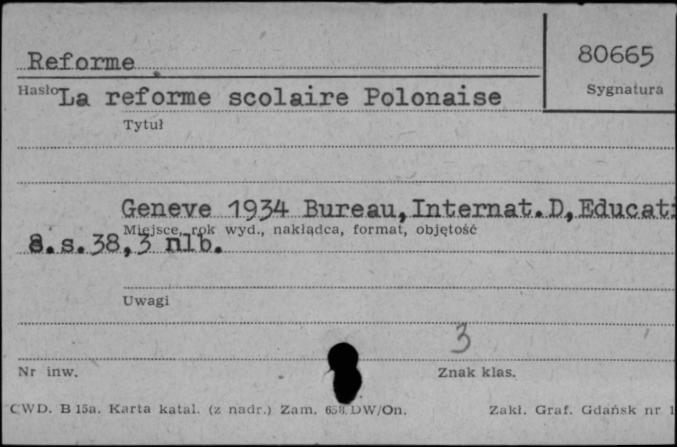 Reforme
80665
Hasło
Sygnatura
La reforme scolaire Polonaise
Tytuł
Geneve 1934 Bureau,Internat.D,Educati
Miejsce, rok wyd., nakładca, format, objętość
8.s.38,3 nlb.
Uwagi
3
Nr inw.
Znak klas.
CWD. B 15a. Karta katal. (z nadr.) Zam. 658. DW/On.
Zakł. Graf. Gdańsk nr 1